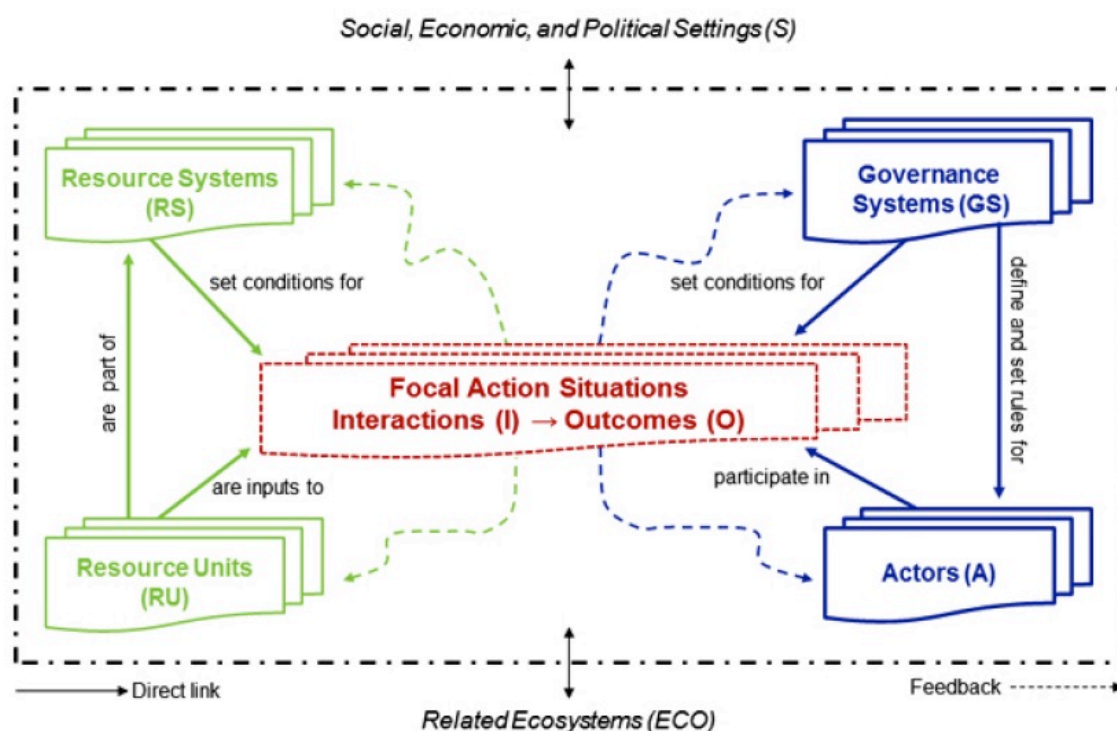 Social, Economic, and Political Settings (S)
Resource Systems
(RS)
Governance
Systems (GS)
set conditions for
set conditions for
are part of
define and set rules for
Focal Action Situations
Interactions (I) → Outcomes (O)
are inputs to
participate in
Resource Units
(RU)
Actors (A)
Direct link
Feedback
Related Ecosystems (ECO)